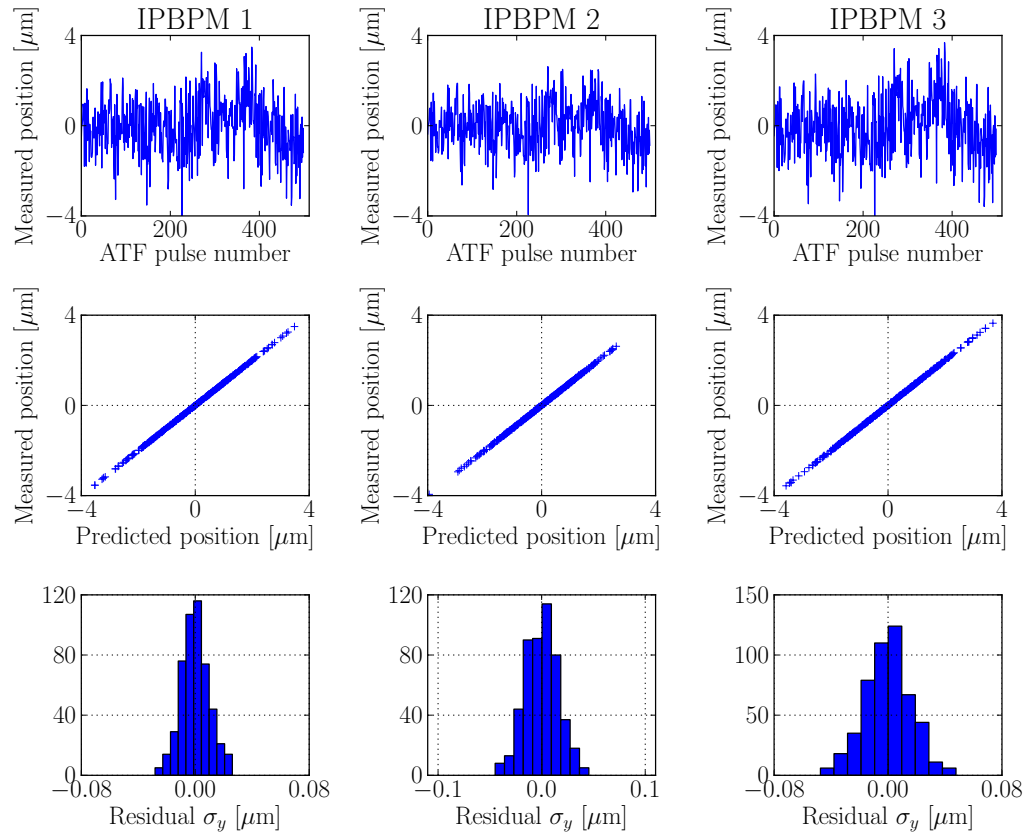 IPBPM 1 IPBPM 2 IPBPM 3
Measured position [μm] Measured position [μm] Measured position [μm]
4 4 4
0 0 0
−4 −4 −4
0 200 400 0 200 400 0 200 400
ATF pulse number ATF pulse number ATF pulse number
Measured position [μm] Measured position [μm] Measured position [μm]
4 4 4
0 0 0
−4 −4 −4
−4 0 4 −4 0 4 −4 0 4
Predicted position [μm] Predicted position [μm] Predicted position [μm]
120 120 150
80 80 100
40 40 50
0 0 0
−0.08 0.00 0.08 −0.1 0.0 0.1 −0.08 0.00 0.08
Residual σy [μm] Residual σy [μm] Residual σy [μm]